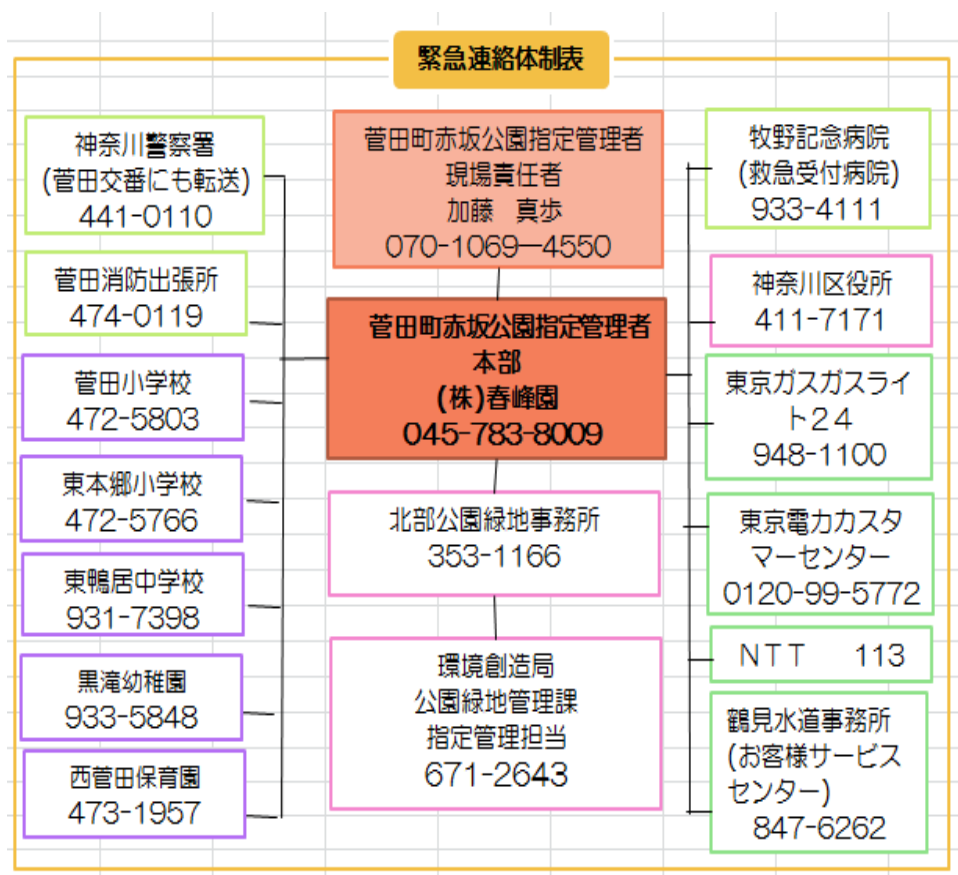 緊急連絡体制表
神奈川警察署
(菅田交番にも転送)
441-0110
菅田消防出張所
474-0119
菅田小学校
472-5803
東本郷小学校
472-5766
東鴨居中学校
931-7398
黒滝幼稚園
933-5848
西菅田保育園
473-1957
菅田町赤坂公園指定管理者
現場責任者
加藤　真歩
070-1069—4550
菅田町赤坂公園指定管理者
本部
(株)春峰園
045-783-8009
北部公園緑地事務所
353-1166
環境創造局
公園緑地管理課
指定管理担当
671-2643
牧野記念病院
(救急受付病院)
933-4111
神奈川区役所
411-7171
東京ガスガスライ
ト２４
948-1100
東京電力カスタ
マーセンター
0120-99-5772
ＮＴＴ　113
鶴見水道事務所
(お客様サービス
センター)
847-6262